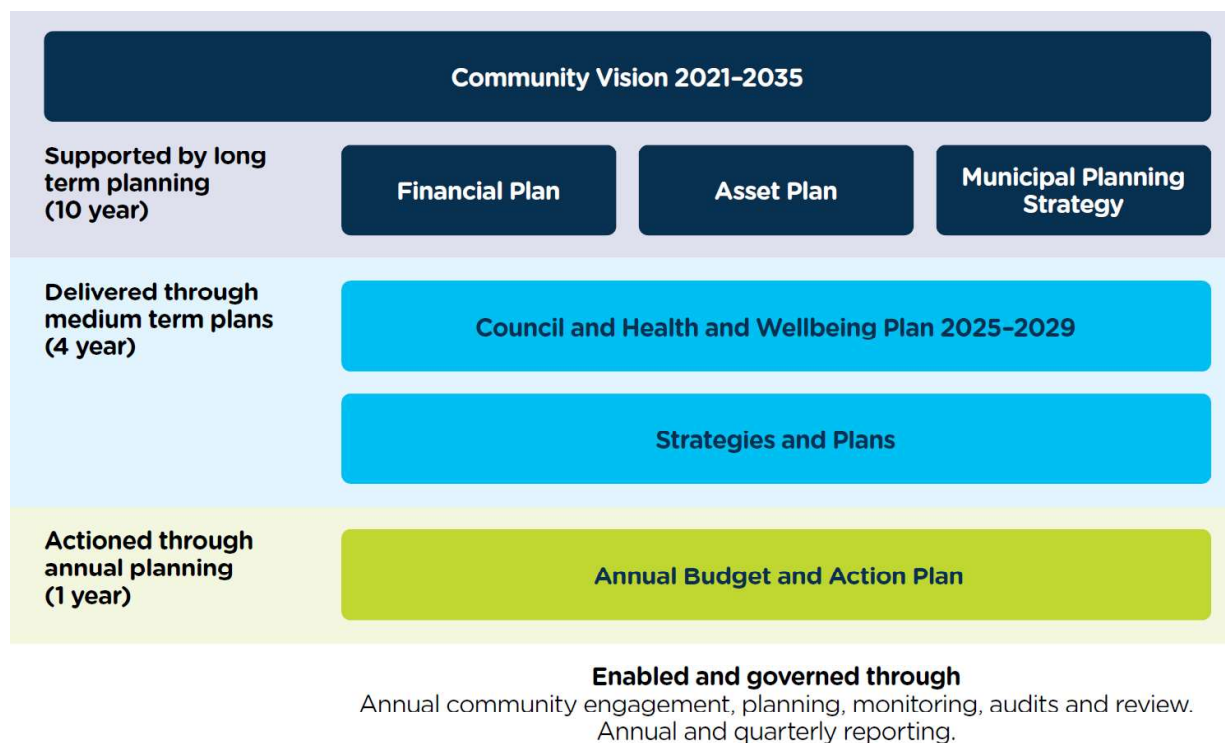 Community Vision 2021–2035
Supported by long
term planning
(10 year)
Financial Plan
Asset Plan
Municipal Planning
Strategy
Delivered through
medium term plans
(4 year)
Council and Health and Wellbeing Plan 2025–2029
Strategies and Plans
Actioned through
annual planning
(1 year)
Annual Budget and Action Plan
Enabled and governed through
Annual community engagement, planning, monitoring, audits and review.
Annual and quarterly reporting.